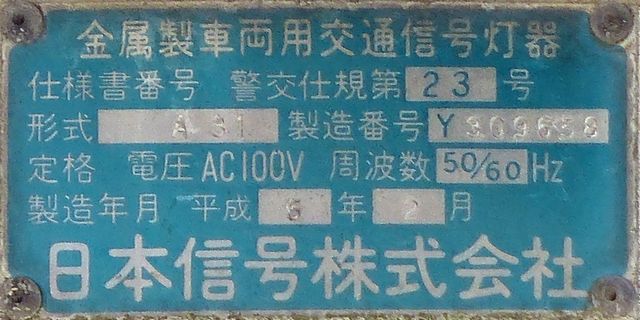 金属製車両用交通信号灯器
仕様書番号 警交仕規第 23 号
形式 A 31 製造番号 Y 309658
定格 電圧 AC100V 周波数 50/60 Hz
製造年月 平成 6 年 2 月
日本信号株式会社